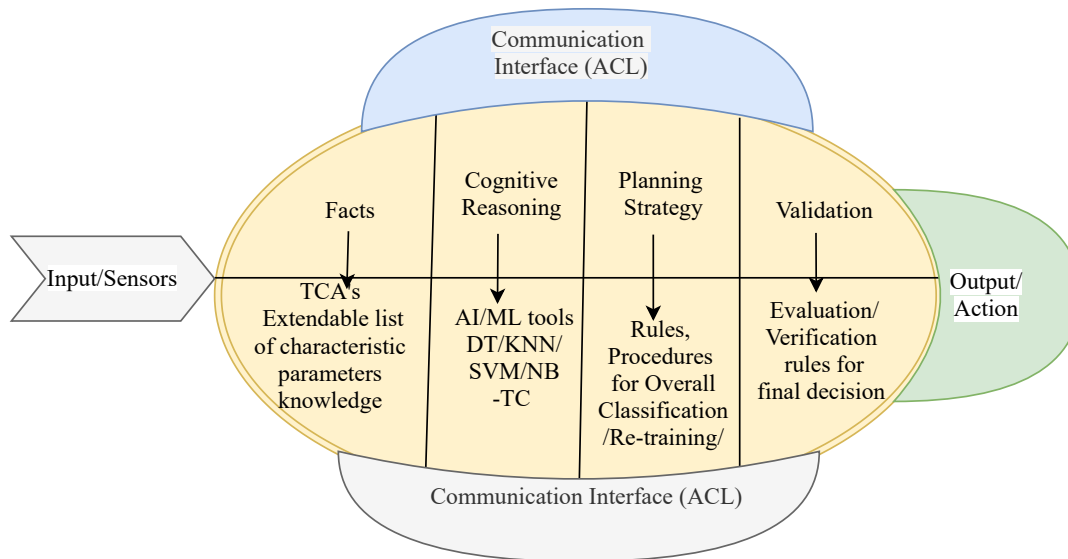 Communication
Interface (ACL)
Facts
Cognitive
Reasoning
Planning
Strategy
Validation
Input/Sensors
TCA's
Extendable list
of characteristic
parameters
knowledge
AI/ML tools
DT/KNN/
SVM/NB
-TC
Rules,
Procedures
for Overall
Classification
/Re-training/
Evaluation/
Verification
rules for
final decision
Output/
Action
Communication Interface (ACL)